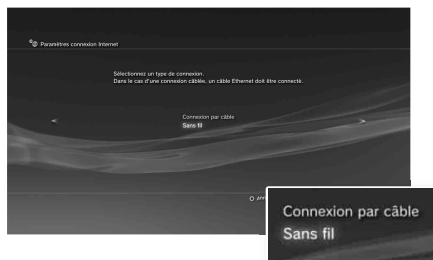 Paramètres connexion Internet
Sélectionnez un type de connexion.
Dans le cas d'une connexion câblée, un câble Ethernet doit être connecté.
Connexion par câble
Sans fil
Connexion par câble
Sans fil